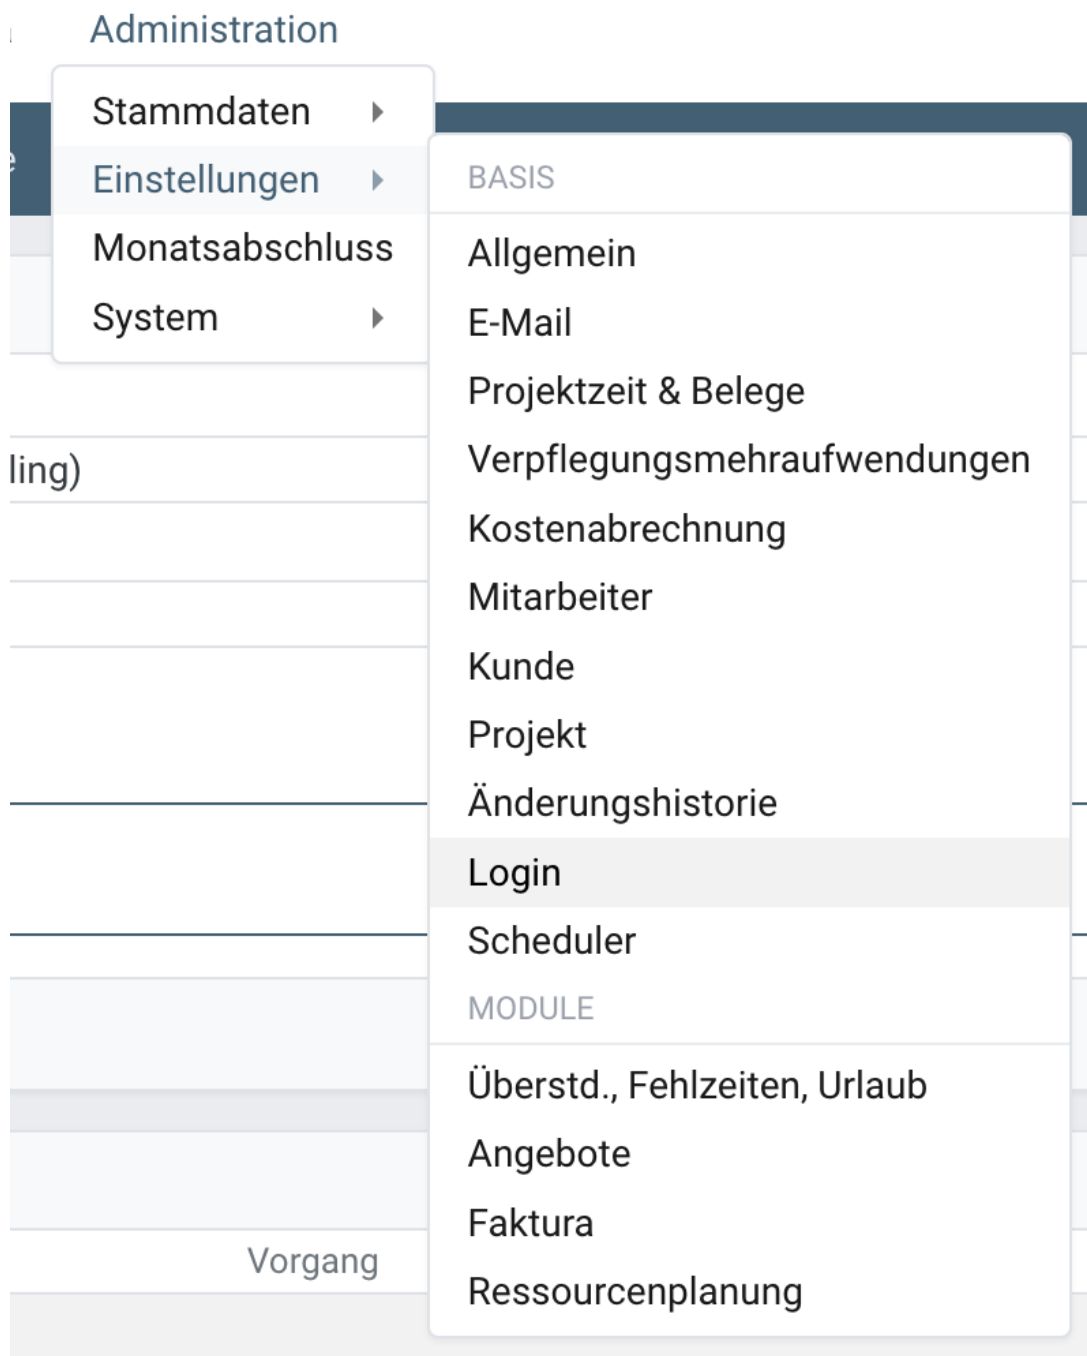 Administration
Stammdaten
Einstellungen
Monatsabschluss
System
BASIS
Allgemein
E-Mail
Projektzeit & Belege
Verpflegungsmehraufwendungen
Kostenabrechnung
Mitarbeiter
Kunde
Projekt
Änderungshistorie
Login
Scheduler
MODULE
Überstd., Fehlzeiten, Urlaub
Angebote
Faktura
Ressourcenplanung
ling)
Vorgang